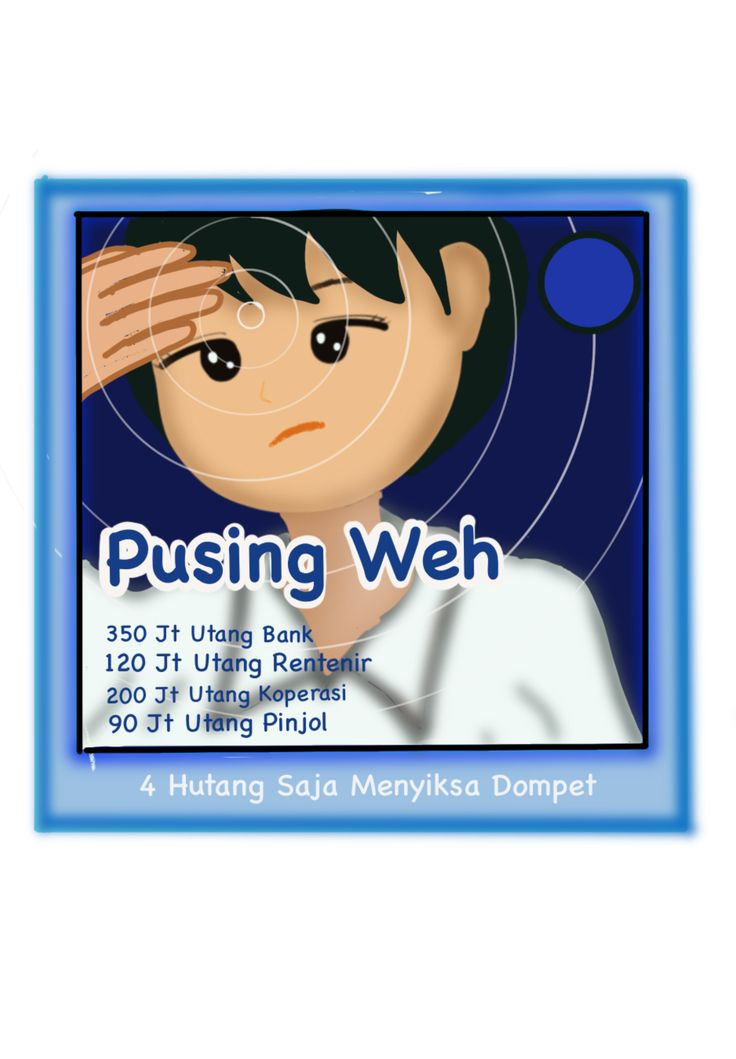 Pusing Weh
350 Jt Utang Bank
120 Jt Utang Rentenir
200 Jt Utang Koperasi
90 Jt Utang Pinjol
4 Hutang Saja Menyiksa Dompet